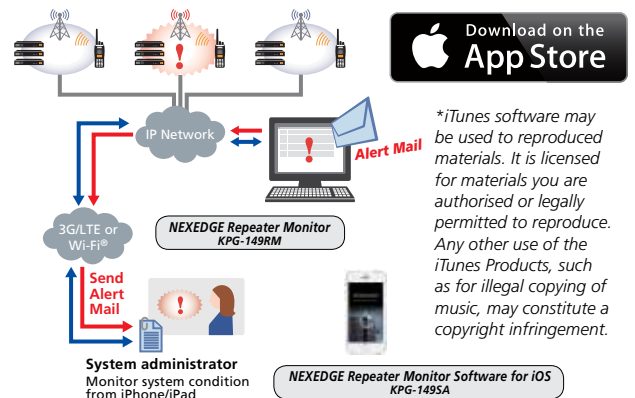 Download on the
App Store
IP Network
Alert Mail
*iTunes software may
be used to reproduced
materials. It is licensed
for materials you are
authorised or legally
permitted to reproduce.
Any other use of the
iTunes Products, such
as for illegal copying of
music, may constitute a
copyright infringement.
NEXEDGE Repeater Monitor
KPG-149RM
3G/LTE or
Wi-Fi®
Send
Alert
Mail
System administrator
Monitor system condition
from iPhone/iPad
NEXEDGE Repeater Monitor Software for iOS
KPG-149SA